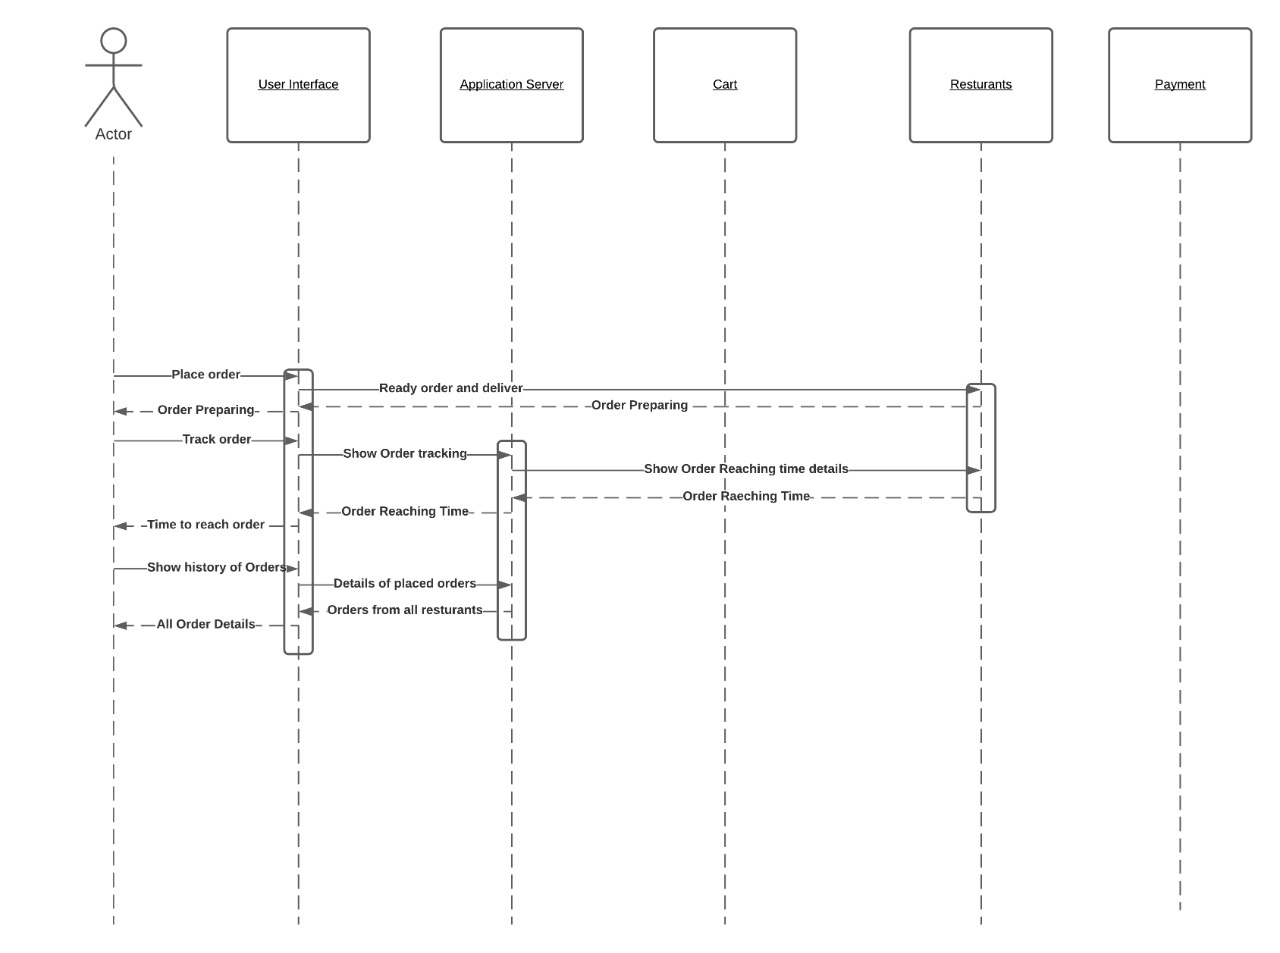 User Interface
Application Server
Cart
Resturants
Payment
Actor
Place order
Ready order and deliver
Order Preparing
Order Preparing
Track order
Show Order tracking
Show Order Reaching time details
Order Raeching Time
Order Reaching Time
Time to reach order
Show history of Orders
Details of placed orders
Orders from all resturants
All Order Details